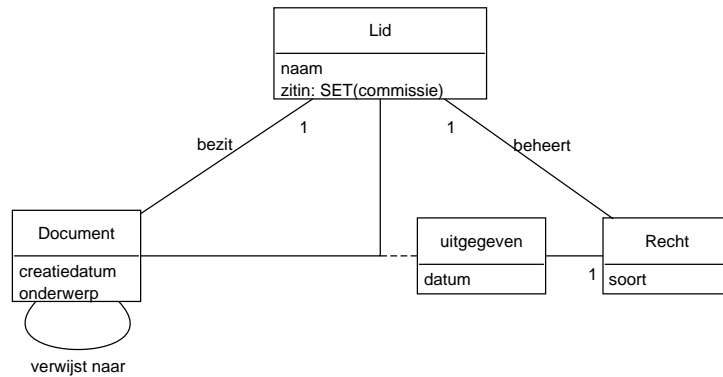 Lid
naam
zitin: SET(commissie)
bezit
1
1
beheert
Document
creatiedatum
onderwerp
uitgegeven
datum
1
Recht
soort
verwijst naar